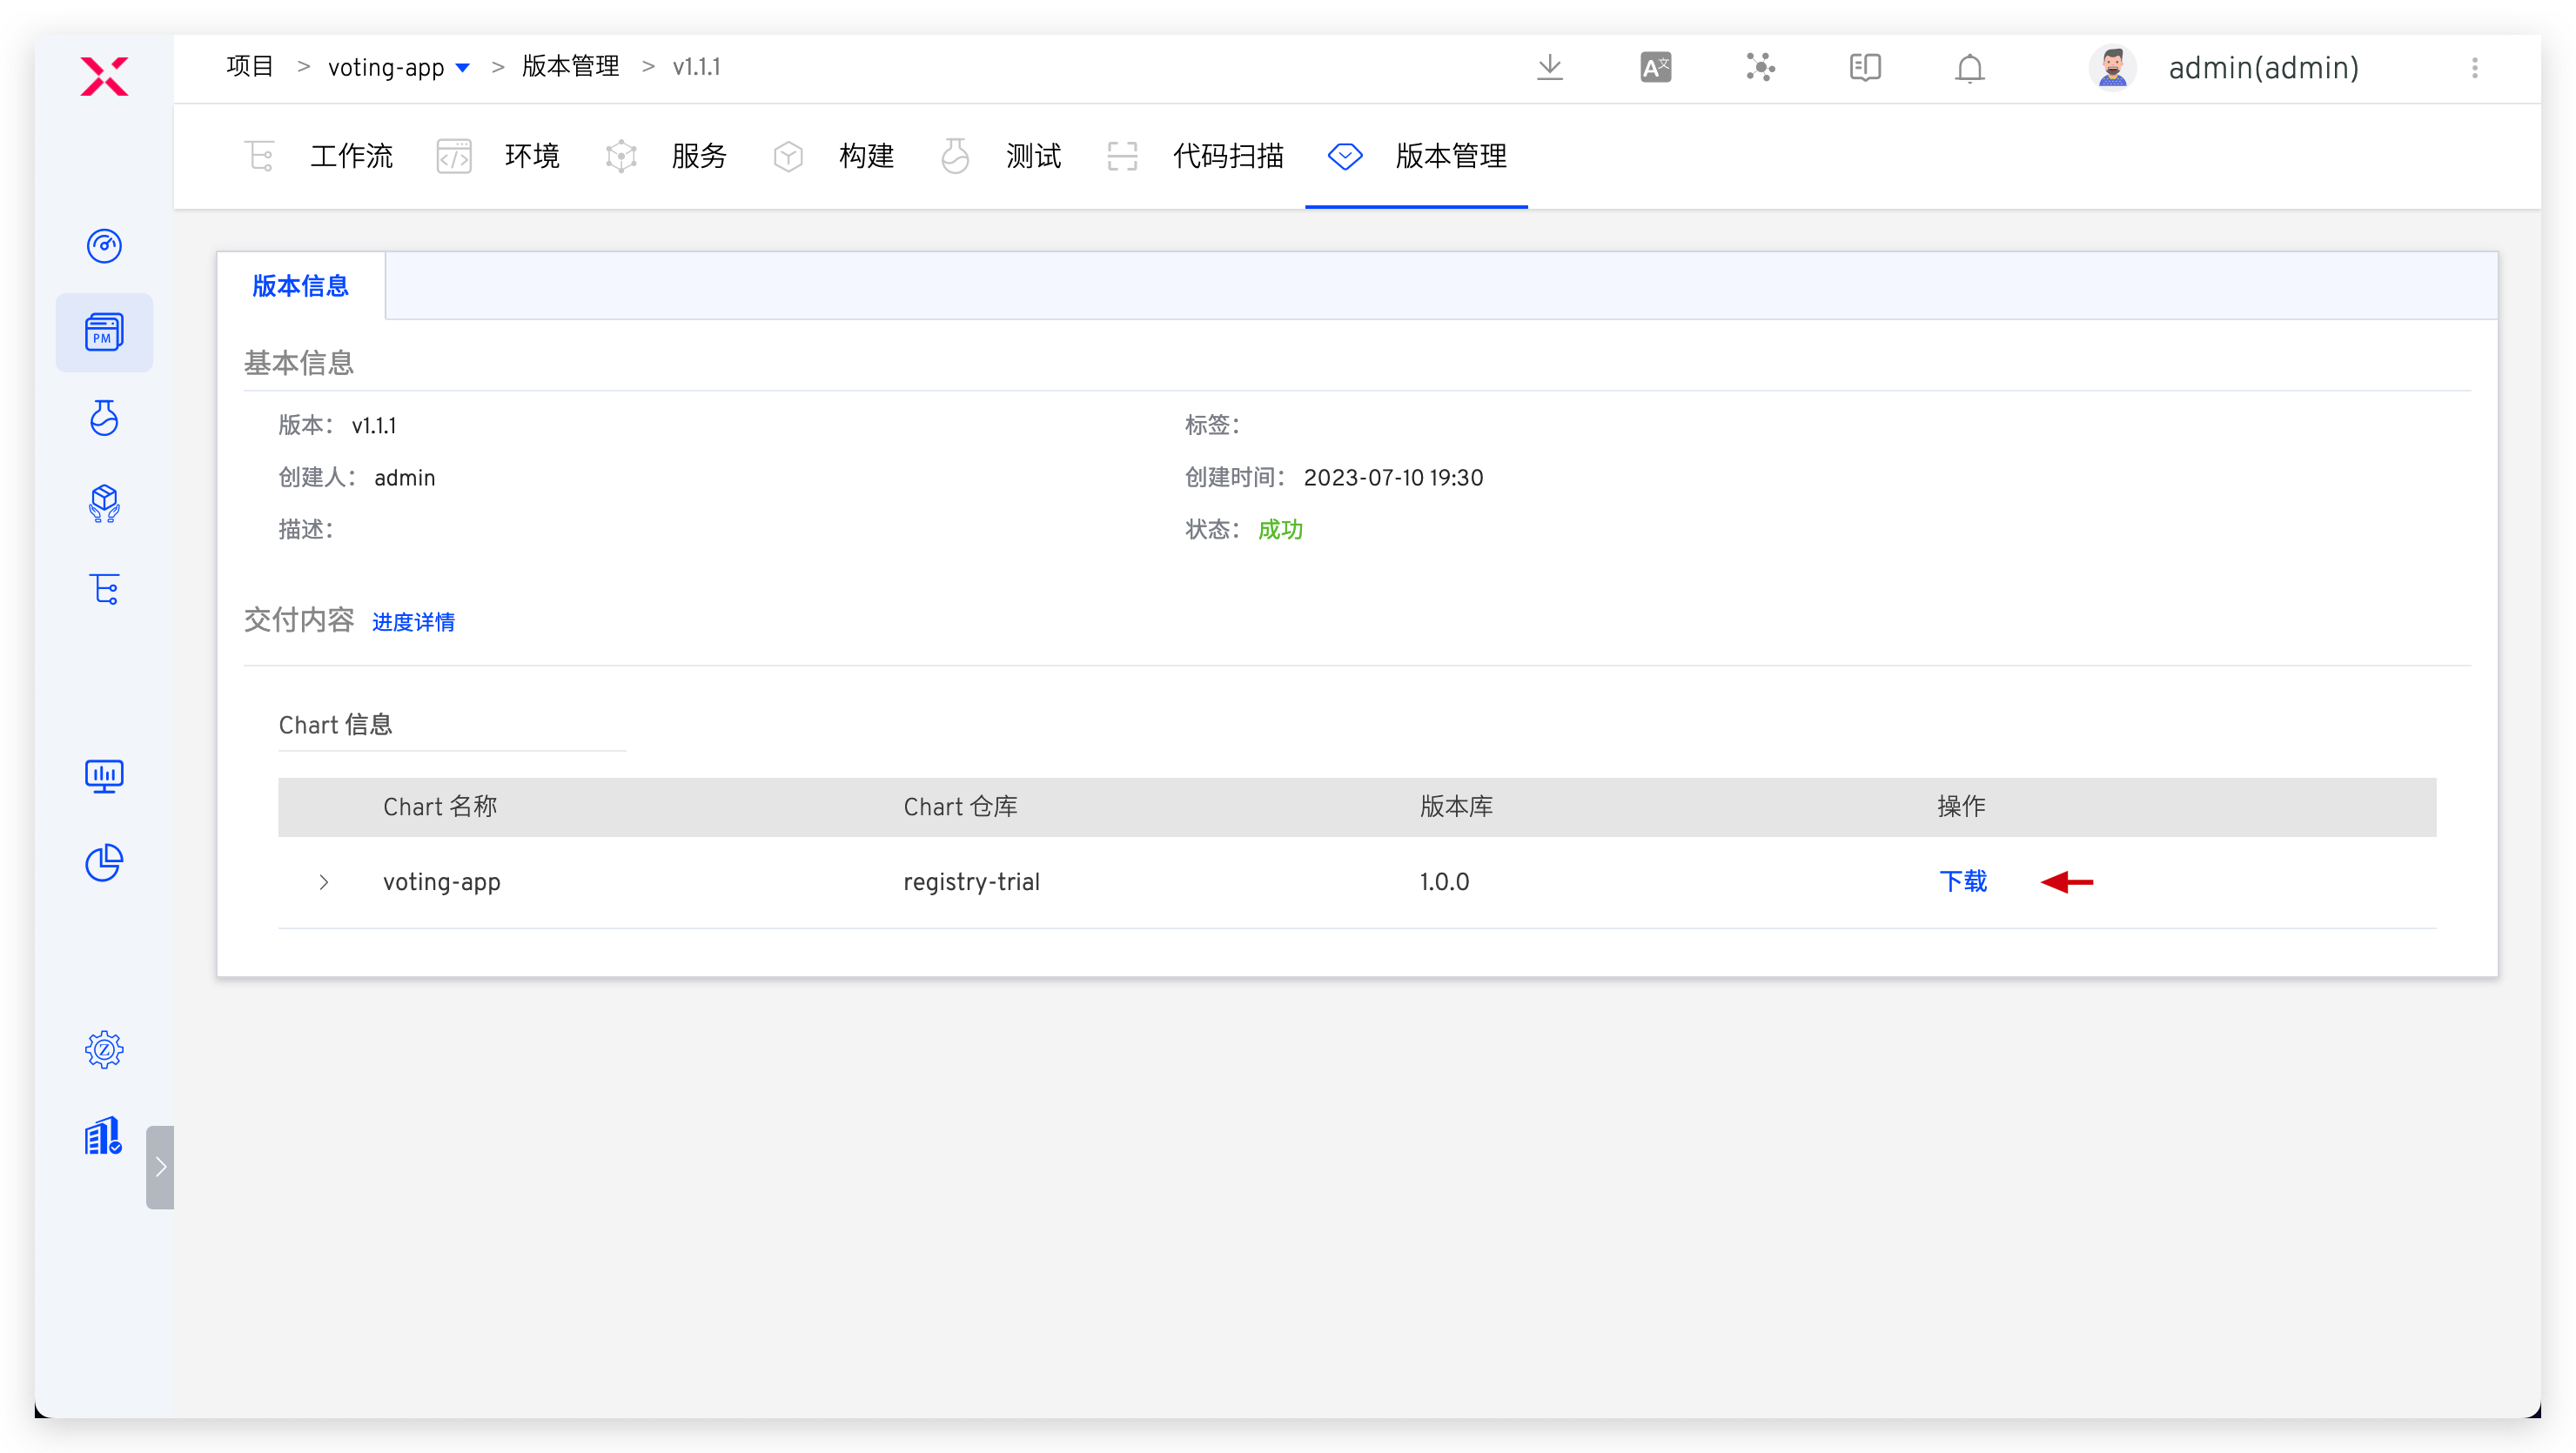 项目 > voting-app > 版本管理 > v1.1.1
admin(admin)
工作流 环境 服务 构建 测试 代码扫描 版本管理
PM
版本信息
基本信息
版本： v1.1.1 标签：
创建人： admin 创建时间： 2023-07-10 19:30
描述： 状态： 成功
交付内容 进度详情
Chart 信息
Chart 名称 Chart 仓库 版本库 操作
voting-app registry-trial 1.0.0 下载